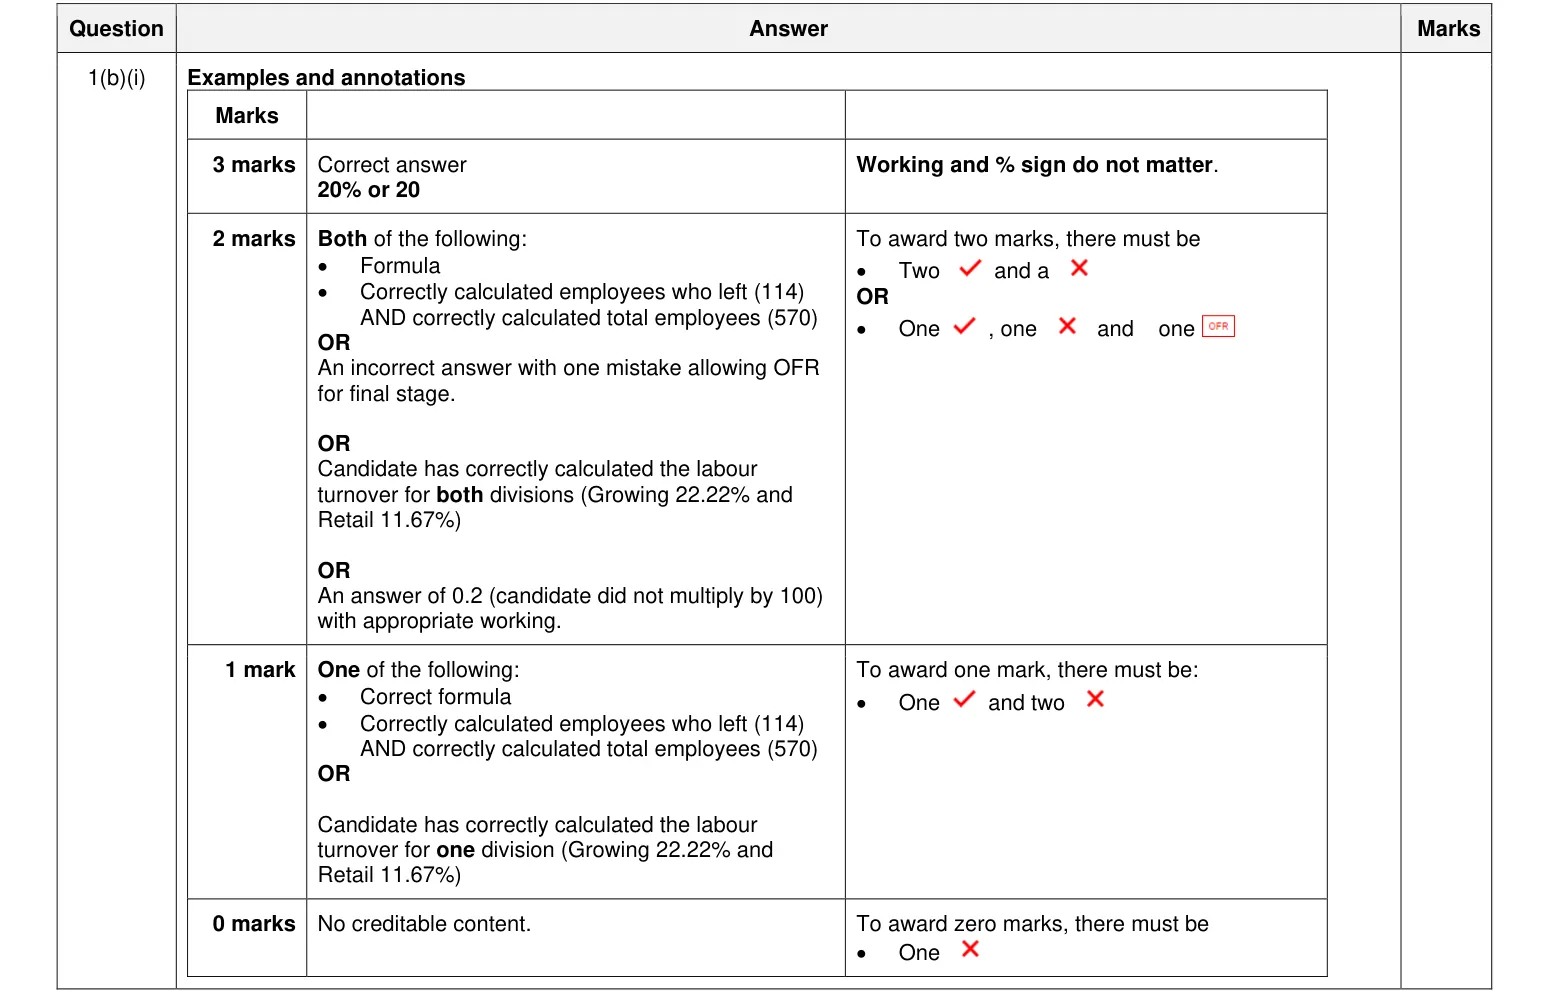 Question Answer Marks
1(b)(i) Examples and annotations
Marks
3 marks Correct answer Working and % sign do not matter.
20% or 20
2 marks Both of the following: To award two marks, there must be
• Formula • Two ✓ and a ✗
• Correctly calculated employees who left (114) OR
AND correctly calculated total employees (570) • One ✓ , one ✗ and one OFR
OR
An incorrect answer with one mistake allowing OFR
for final stage.
OR
Candidate has correctly calculated the labour
turnover for both divisions (Growing 22.22% and
Retail 11.67%)
OR
An answer of 0.2 (candidate did not multiply by 100)
with appropriate working.
1 mark One of the following: To award one mark, there must be:
• Correct formula • One ✓ and two ✗
• Correctly calculated employees who left (114)
AND correctly calculated total employees (570)
OR
Candidate has correctly calculated the labour
turnover for one division (Growing 22.22% and
Retail 11.67%)
0 marks No creditable content. To award zero marks, there must be
• One ✗